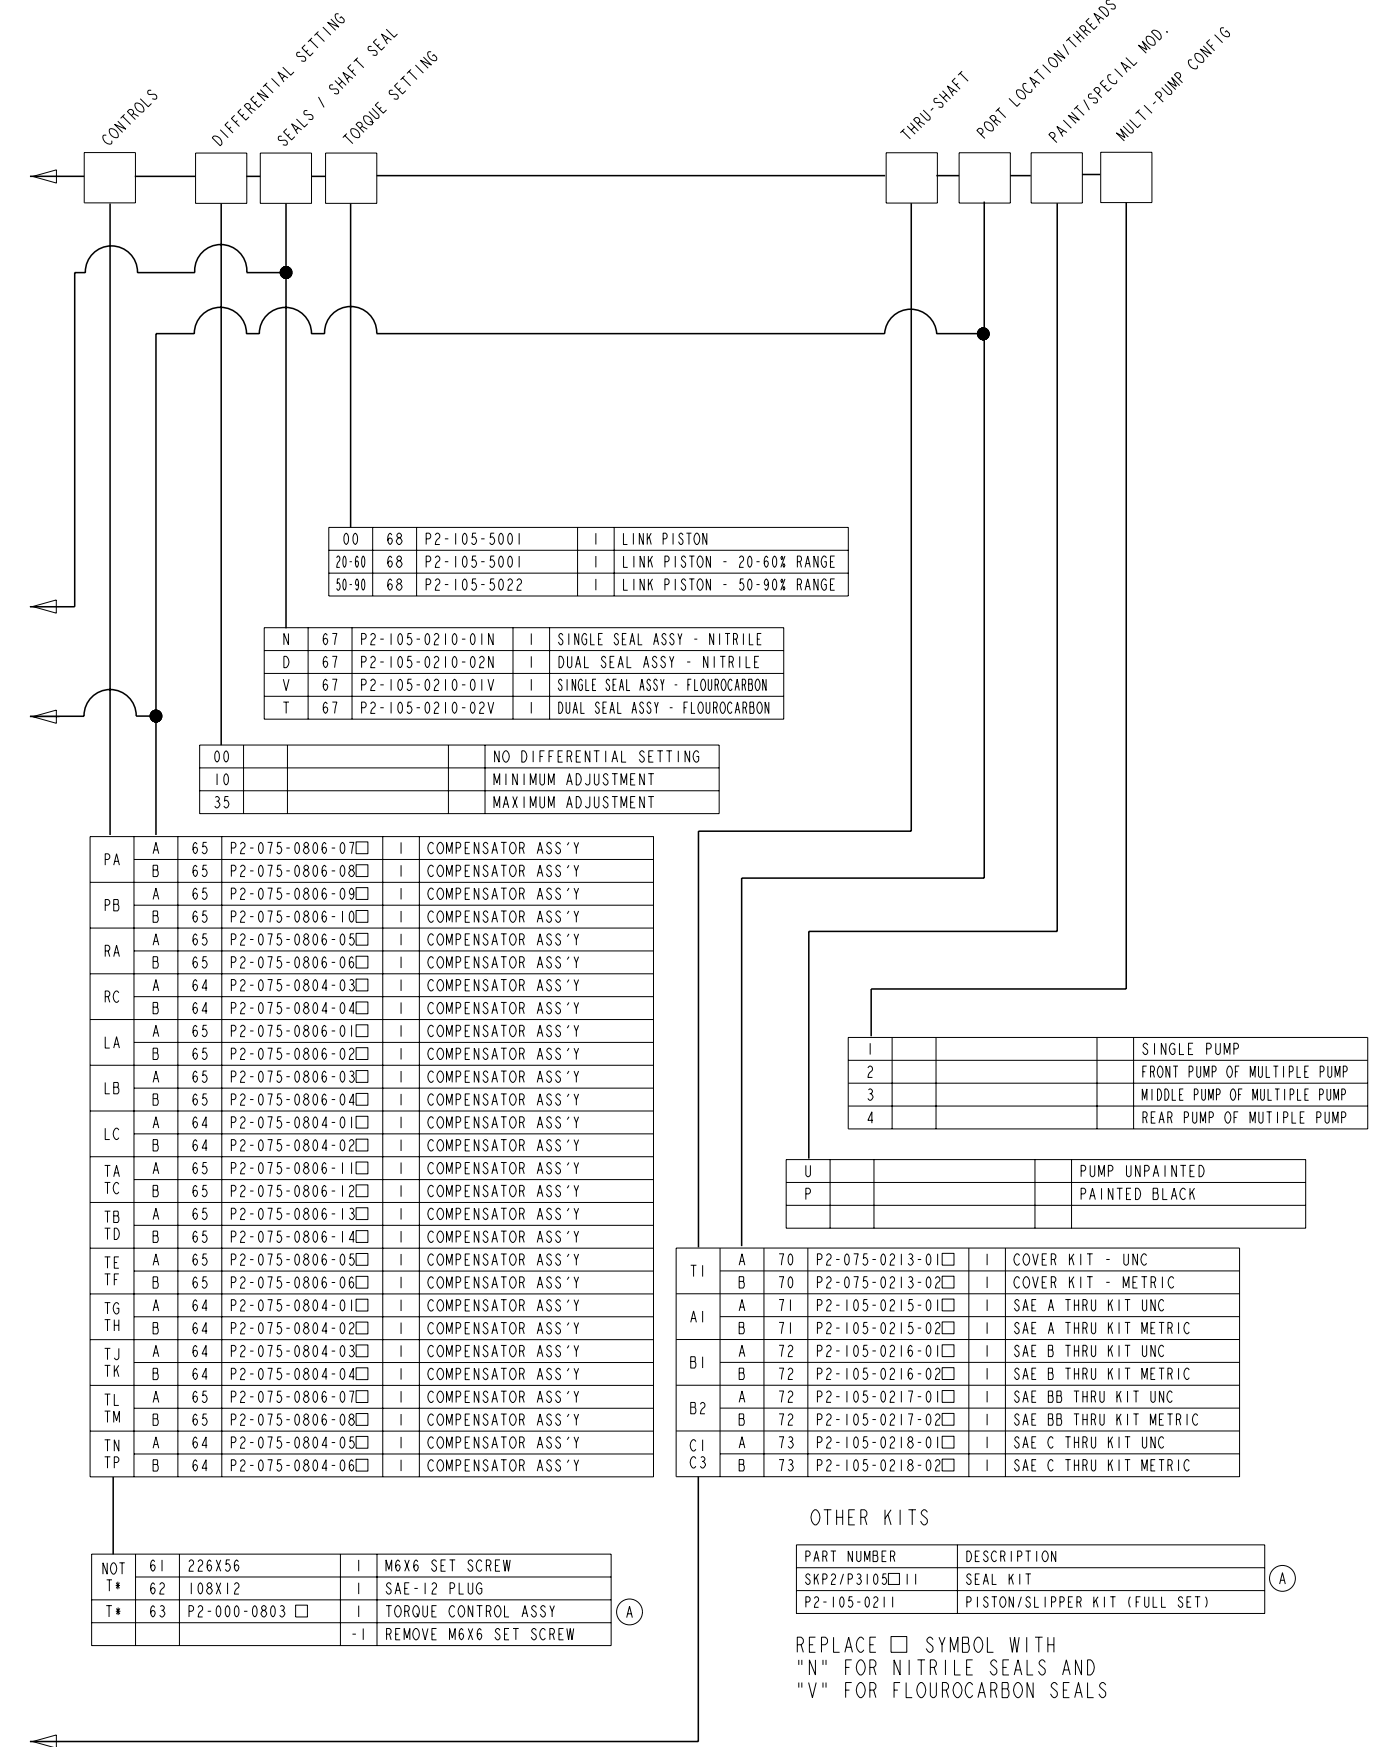 CONTROLS
DIFFERENTIAL SETTING
SEALS / SHAFT SEAL
TORQUE SETTING
THRU-SHAFT
PORT LOCATION/THREADS
PAINT/SPECIAL MOD.
MULTI-PUMP CONFIG
00 68 P2-105-5001 1 LINK PISTON
20-60 68 P2-105-5001 1 LINK PISTON - 20-60% RANGE
50-90 68 P2-105-5022 1 LINK PISTON - 50-90% RANGE
N 67 P2-105-0210-01N 1 SINGLE SEAL ASSY - NITRILE
D 67 P2-105-0210-02N 1 DUAL SEAL ASSY - NITRILE
V 67 P2-105-0210-01V 1 SINGLE SEAL ASSY - FLOUROCARBON
T 67 P2-105-0210-02V 1 DUAL SEAL ASSY - FLOUROCARBON
00 NO DIFFERENTIAL SETTING
10 MINIMUM ADJUSTMENT
35 MAXIMUM ADJUSTMENT
PA A 65 P2-075-0806-07□ 1 COMPENSATOR ASS'Y
B 65 P2-075-0806-08□ 1 COMPENSATOR ASS'Y
PB A 65 P2-075-0806-09□ 1 COMPENSATOR ASS'Y
B 65 P2-075-0806-10□ 1 COMPENSATOR ASS'Y
RA A 65 P2-075-0806-05□ 1 COMPENSATOR ASS'Y
B 65 P2-075-0806-06□ 1 COMPENSATOR ASS'Y
RC A 64 P2-075-0804-03□ 1 COMPENSATOR ASS'Y
B 64 P2-075-0804-04□ 1 COMPENSATOR ASS'Y
LA A 65 P2-075-0806-01□ 1 COMPENSATOR ASS'Y
B 65 P2-075-0806-02□ 1 COMPENSATOR ASS'Y
LB A 65 P2-075-0806-03□ 1 COMPENSATOR ASS'Y
B 65 P2-075-0806-04□ 1 COMPENSATOR ASS'Y
LC A 64 P2-075-0804-01□ 1 COMPENSATOR ASS'Y
B 64 P2-075-0804-02□ 1 COMPENSATOR ASS'Y
TA A 65 P2-075-0806-11□ 1 COMPENSATOR ASS'Y
TC B 65 P2-075-0806-12□ 1 COMPENSATOR ASS'Y
TB A 65 P2-075-0806-13□ 1 COMPENSATOR ASS'Y
TD B 65 P2-075-0806-14□ 1 COMPENSATOR ASS'Y
TE A 65 P2-075-0806-05□ 1 COMPENSATOR ASS'Y
TF B 65 P2-075-0806-06□ 1 COMPENSATOR ASS'Y
TG A 64 P2-075-0804-01□ 1 COMPENSATOR ASS'Y
TH B 64 P2-075-0804-02□ 1 COMPENSATOR ASS'Y
TJ A 64 P2-075-0804-03□ 1 COMPENSATOR ASS'Y
TK B 64 P2-075-0804-04□ 1 COMPENSATOR ASS'Y
TL A 65 P2-075-0806-07□ 1 COMPENSATOR ASS'Y
TM B 65 P2-075-0806-08□ 1 COMPENSATOR ASS'Y
TN A 64 P2-075-0804-05□ 1 COMPENSATOR ASS'Y
TP B 64 P2-075-0804-06□ 1 COMPENSATOR ASS'Y
1 SINGLE PUMP
2 FRONT PUMP OF MULTIPLE PUMP
3 MIDDLE PUMP OF MULTIPLE PUMP
4 REAR PUMP OF MUTIPLE PUMP
U PUMP UNPAINTED
P PAINTED BLACK
T1 A 70 P2-075-0213-01□ 1 COVER KIT - UNC
B 70 P2-075-0213-02□ 1 COVER KIT - METRIC
A1 A 71 P2-105-0215-01□ 1 SAE A THRU KIT UNC
B 71 P2-105-0215-02□ 1 SAE A THRU KIT METRIC
B1 A 72 P2-105-0216-01□ 1 SAE B THRU KIT UNC
B 72 P2-105-0216-02□ 1 SAE B THRU KIT METRIC
B2 A 72 P2-105-0217-01□ 1 SAE BB THRU KIT UNC
B 72 P2-105-0217-02□ 1 SAE BB THRU KIT METRIC
C1 A 73 P2-105-0218-01□ 1 SAE C THRU KIT UNC
C3 B 73 P2-105-0218-02□ 1 SAE C THRU KIT METRIC
NOT 61 226X56 1 M6X6 SET SCREW
T* 62 108X12 1 SAE-12 PLUG
T* 63 P2-000-0803 □ 1 TORQUE CONTROL ASSY A
-1 REMOVE M6X6 SET SCREW
OTHER KITS
PART NUMBER DESCRIPTION
SKP2/P3105□11 SEAL KIT A
P2-105-0211 PISTON/SLIPPER KIT (FULL SET)
REPLACE □ SYMBOL WITH
"N" FOR NITRILE SEALS AND
"V" FOR FLOUROCARBON SEALS